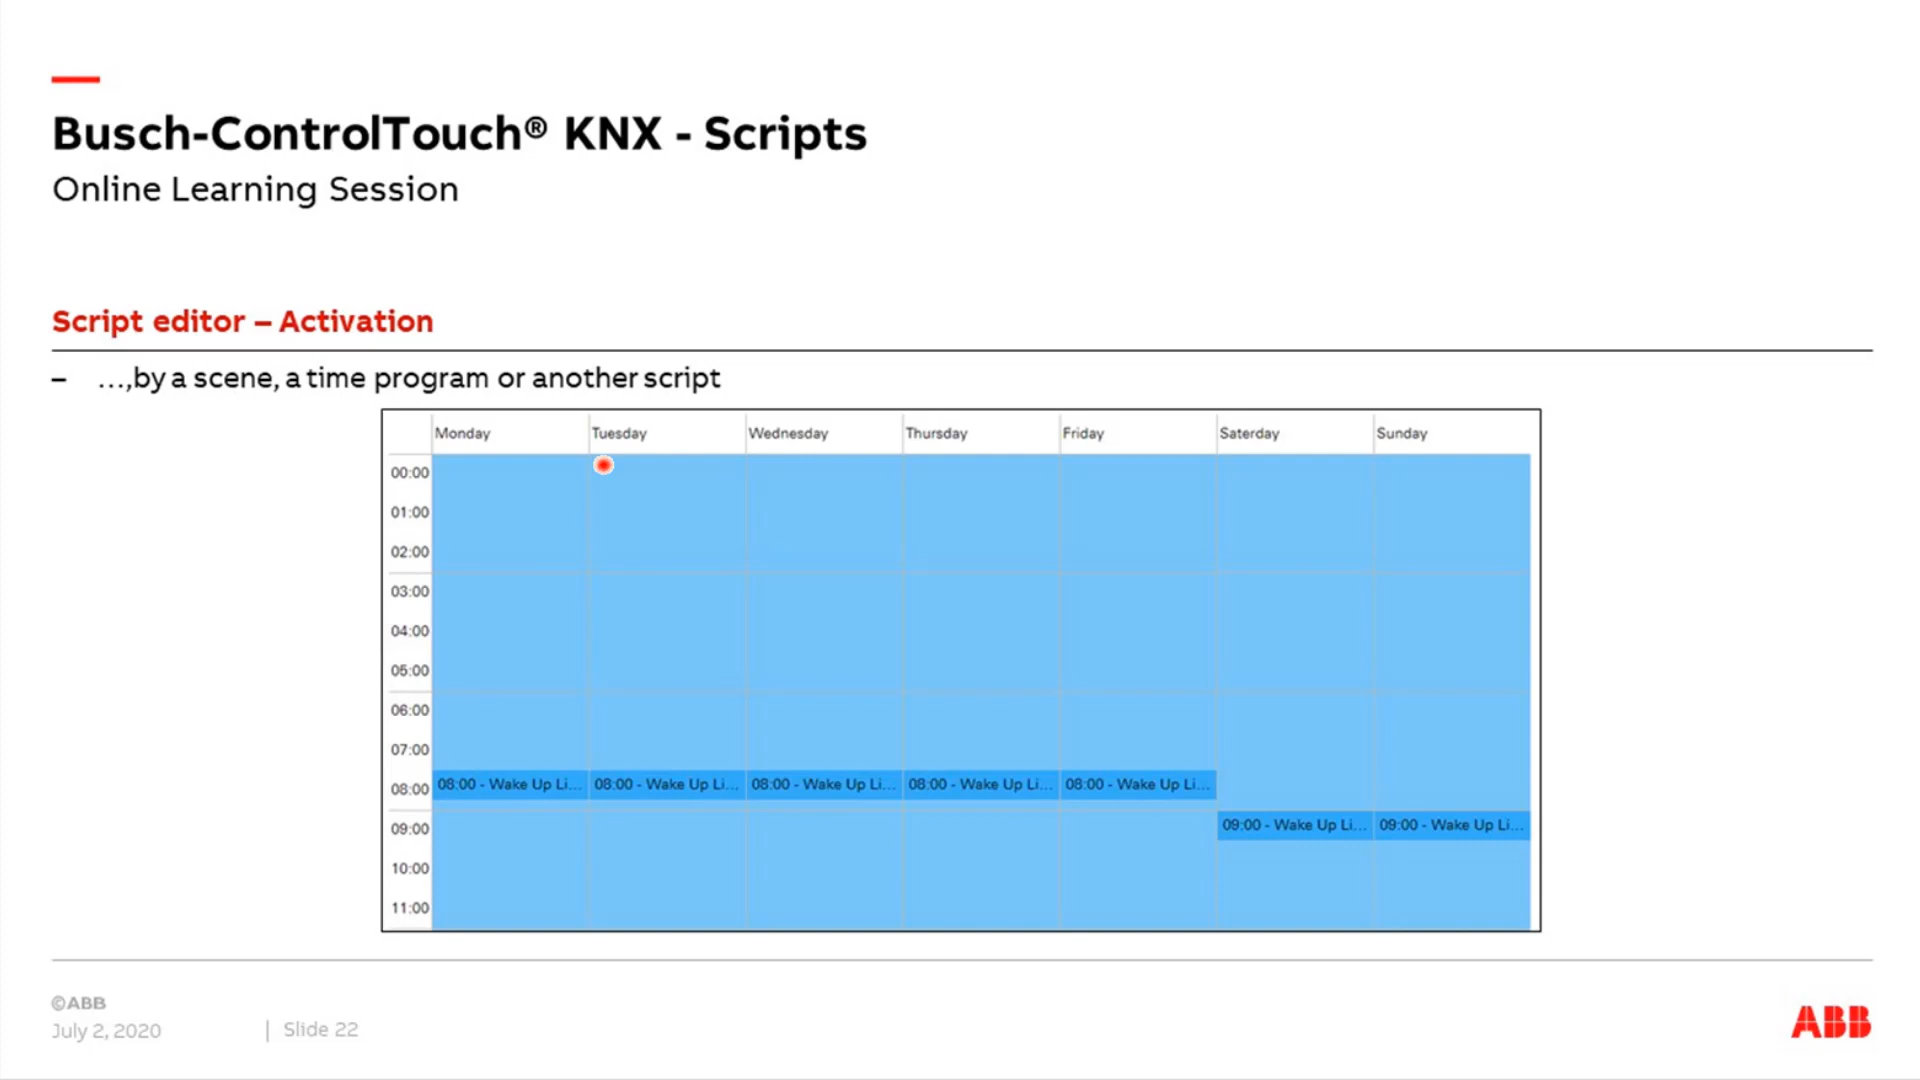 Busch-ControlTouch® KNX - Scripts
Online Learning Session
Script editor – Activation
– …,by a scene, a time program or another script
Monday Tuesday Wednesday Thursday Friday Saterday Sunday
00:00
01:00
02:00
03:00
04:00
05:00
06:00
07:00
08:00 08:00 - Wake Up Li... 08:00 - Wake Up Li... 08:00 - Wake Up Li... 08:00 - Wake Up Li... 08:00 - Wake Up Li...
09:00 09:00 - Wake Up Li... 09:00 - Wake Up Li...
10:00
11:00
©ABB
July 2, 2020 | Slide 22
ABB